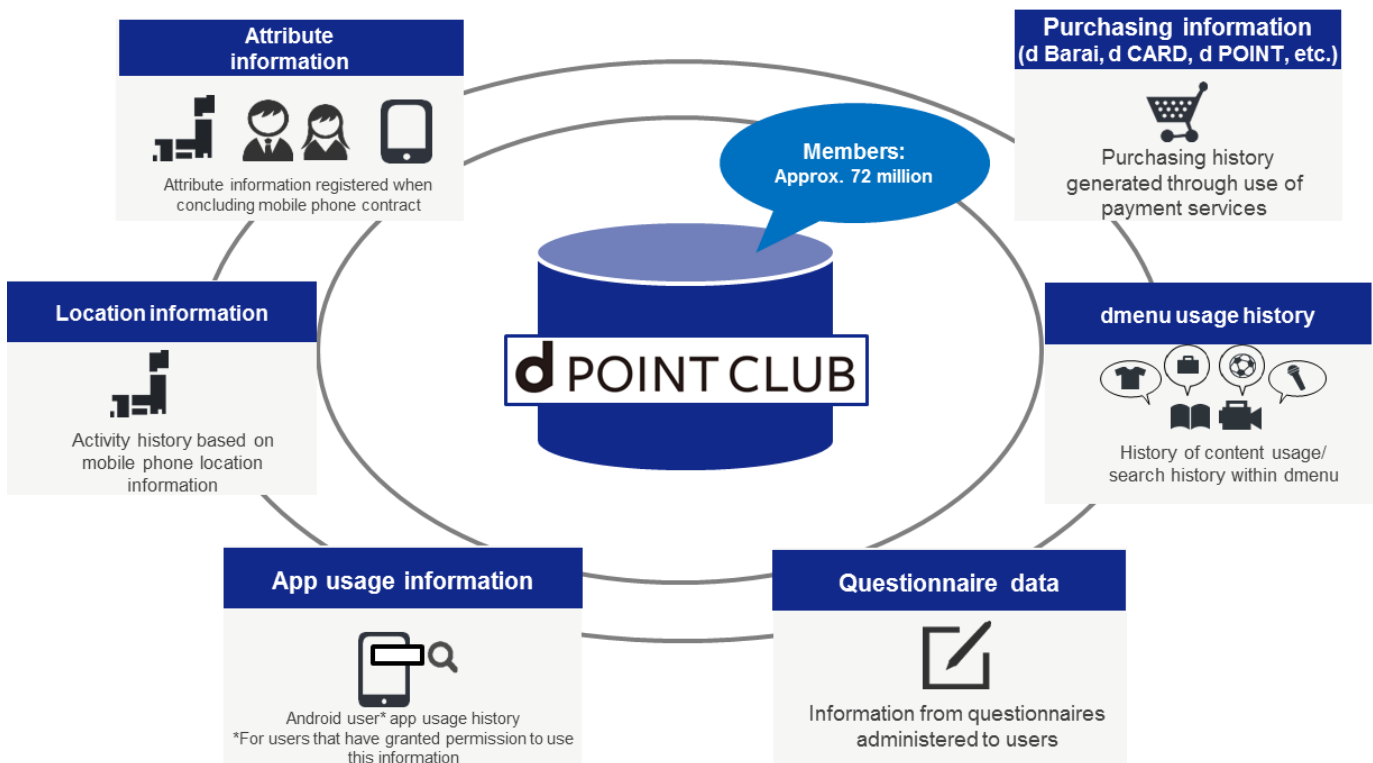 Attribute
information
Attribute information registered when
concluding mobile phone contract
Purchasing information
(d Barai, d CARD, d POINT, etc.)
Purchasing history
generated through use of
payment services
Members:
Approx. 72 million
Location information
Activity history based on
mobile phone location
information
d POINT CLUB
dmenu usage history
History of content usage/
search history within dmenu
App usage information
Android user* app usage history
*For users that have granted permission to use
this information
Questionnaire data
Information from questionnaires
administered to users